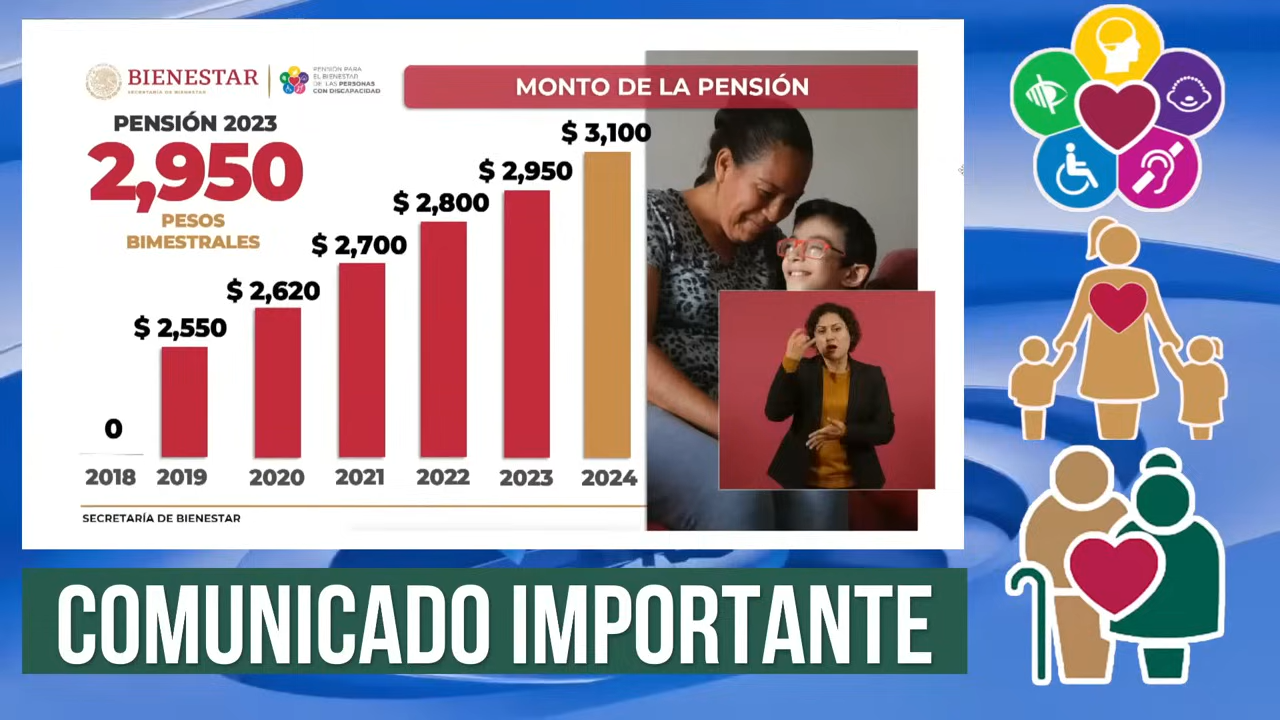 BIENESTAR
SECRETARÍA DE BIENESTAR
PENSIÓN PARA
EL BIENESTAR
DE LAS PERSONAS
CON DISCAPACIDAD
MONTO DE LA PENSIÓN
PENSIÓN 2023
2,950
PESOS
BIMESTRALES
0
$ 2,550
$ 2,620
$ 2,700
$ 2,800
$ 2,950
$ 3,100
2018 2019 2020 2021 2022 2023 2024
SECRETARÍA DE BIENESTAR
COMUNICADO IMPORTANTE